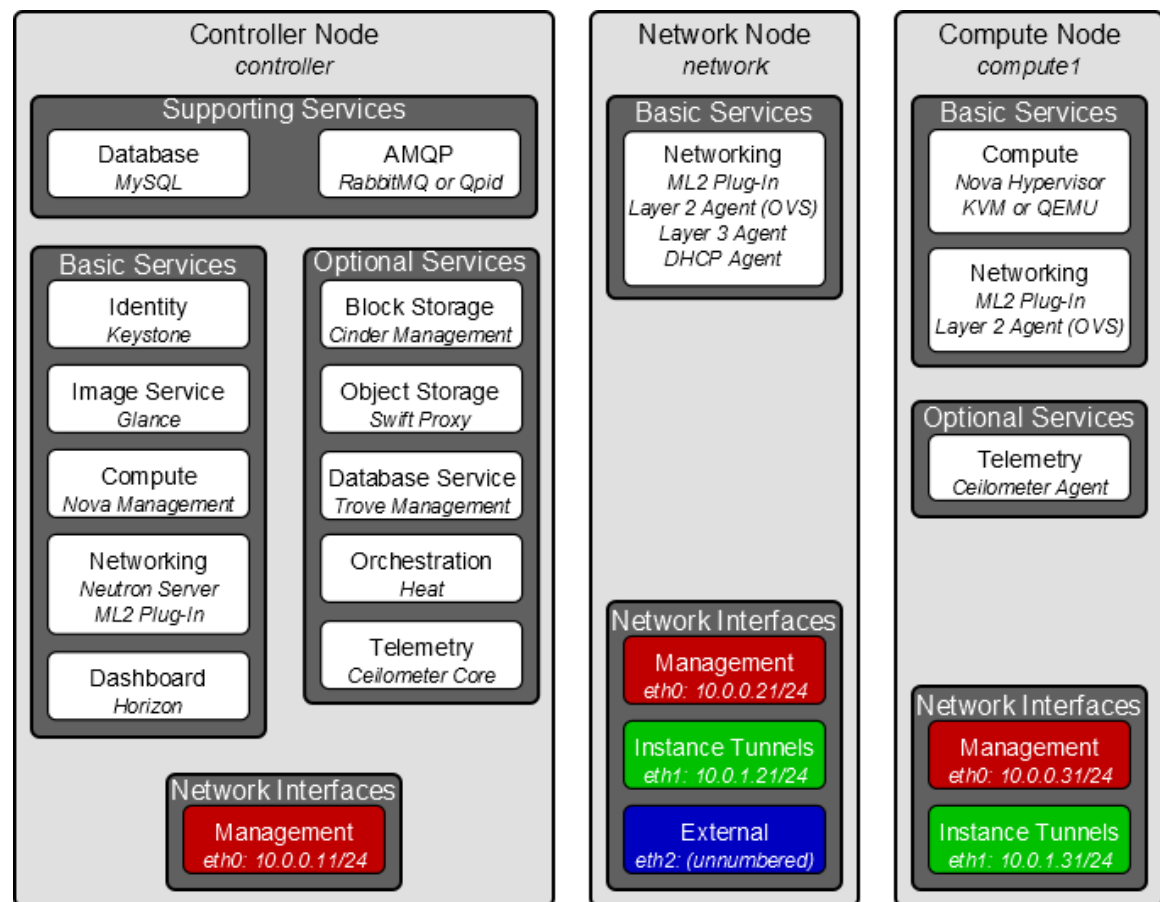 Controller Node
controller
Supporting Services
Database
MySQL
AMQP
RabbitMQ or Qpid
Basic Services
Identity
Keystone
Image Service
Glance
Compute
Nova Management
Networking
Neutron Server
ML2 Plug-In
Dashboard
Horizon
Optional Services
Block Storage
Cinder Management
Object Storage
Swift Proxy
Database Service
Trove Management
Orchestration
Heat
Telemetry
Ceilometer Core
Network Interfaces
Management
eth0: 10.0.0.11/24
Network Node
network
Basic Services
Networking
ML2 Plug-In
Layer 2 Agent (OVS)
Layer 3 Agent
DHCP Agent
Network Interfaces
Management
eth0: 10.0.0.21/24
Instance Tunnels
eth1: 10.0.1.21/24
External
eth2: (unnumbered)
Compute Node
compute1
Basic Services
Compute
Nova Hypervisor
KVM or QEMU
Networking
ML2 Plug-In
Layer 2 Agent (OVS)
Optional Services
Telemetry
Ceilometer Agent
Network Interfaces
Management
eth0: 10.0.0.31/24
Instance Tunnels
eth1: 10.0.1.31/24